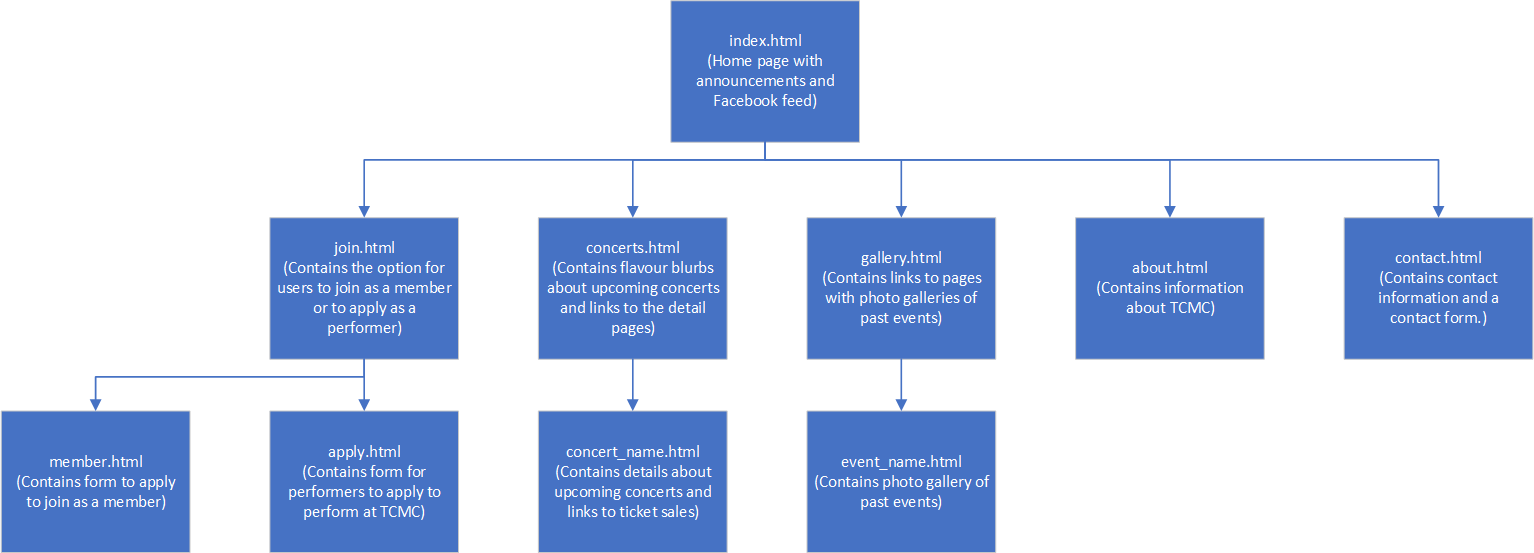 index.html
(Home page with
announcements and
Facebook feed)
join.html
(Contains the option for
users to join as a member
or to apply as a
performer)
concerts.html
(Contains flavour blurbs
about upcoming concerts
and links to the detail
pages)
gallery.html
(Contains links to pages
with photo galleries of
past events)
about.html
(Contains information
about TCMC)
contact.html
(Contains contact
information and a
contact form.)
member.html
(Contains form to apply
to join as a member)
apply.html
(Contains form for
performers to apply to
perform at TCMC)
concert_name.html
(Contains details about
upcoming concerts and
links to ticket sales)
event_name.html
(Contains photo gallery of
past events)